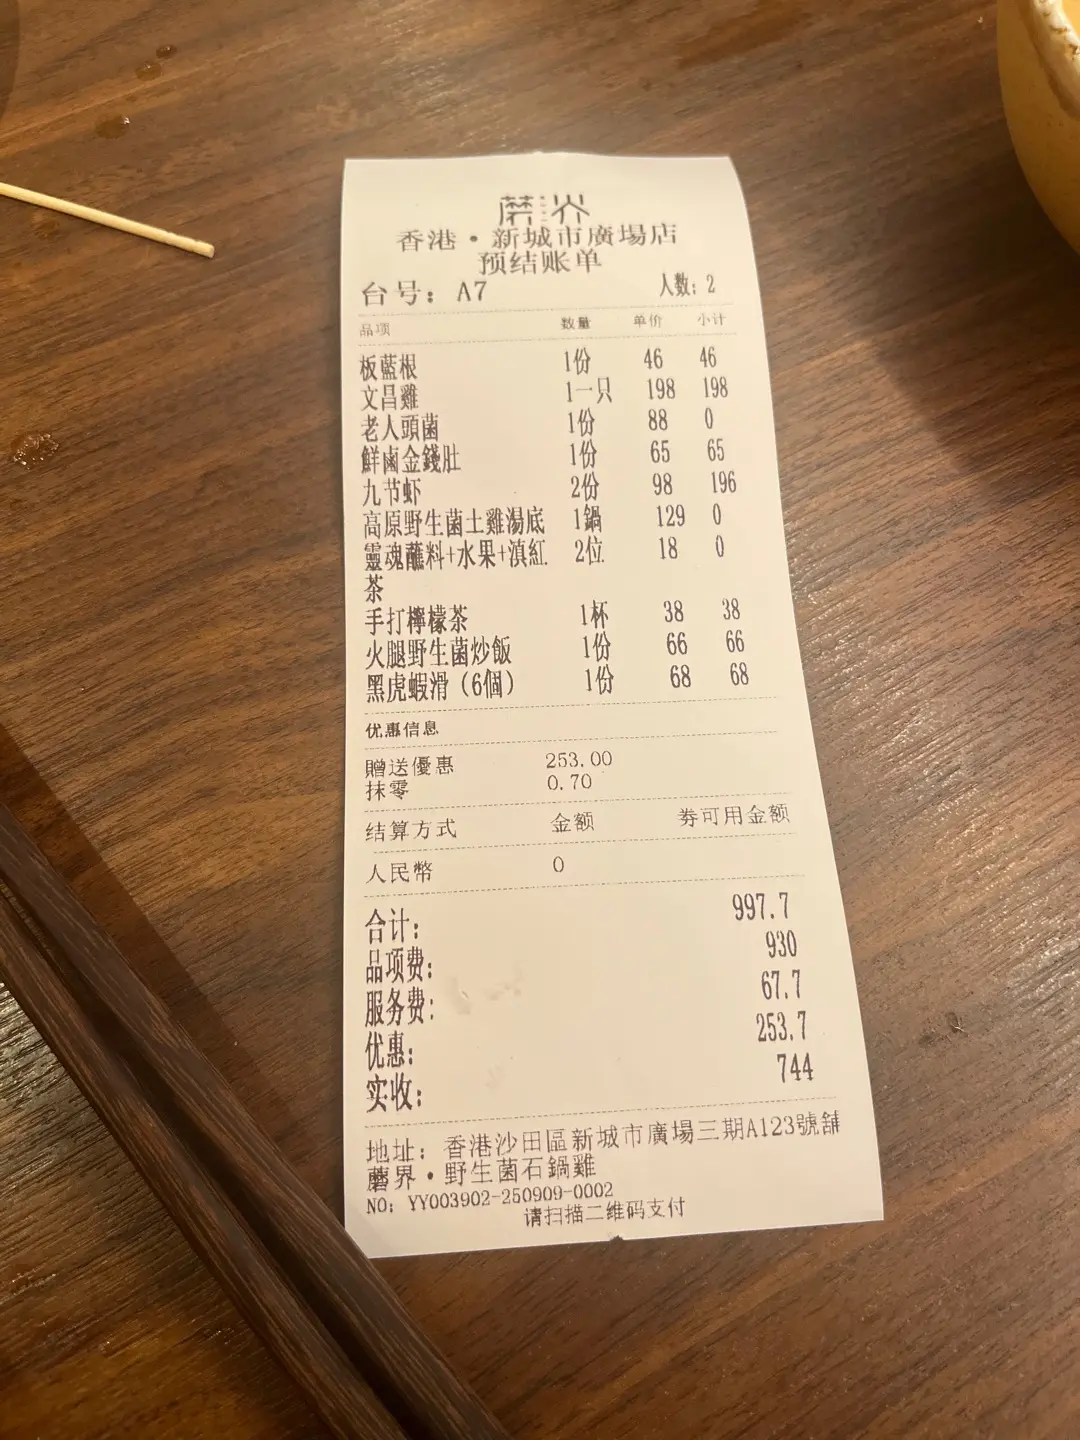 蘑界
香港·新城市廣場店
预结账单
台号: A7 人数: 2
品项 数量 单价 小计
板藍根 1份 46 46
文昌雞 1一只 198 198
老人頭菌 1份 88 0
鮮鹵金錢肚 1份 65 65
九节虾 2份 98 196
高原野生菌土雞湯底 1鍋 129 0
靈魂蘸料+水果+滇紅 2位 18 0
茶
手打檸檬茶 1杯 38 38
火腿野生菌炒飯 1份 66 66
黑虎蝦滑（6個） 1份 68 68
优惠信息
贈送優惠 253.00
抹零 0.70
结算方式 金额 券可用金额
人民幣 0
合计: 997.7
品项费: 930
服务费: 67.7
优惠: 253.7
实收: 744
地址: 香港沙田區新城市廣場三期A123號舖
蘑界·野生菌石鍋雞
NO: YY003902-250909-0002
请扫描二维码支付